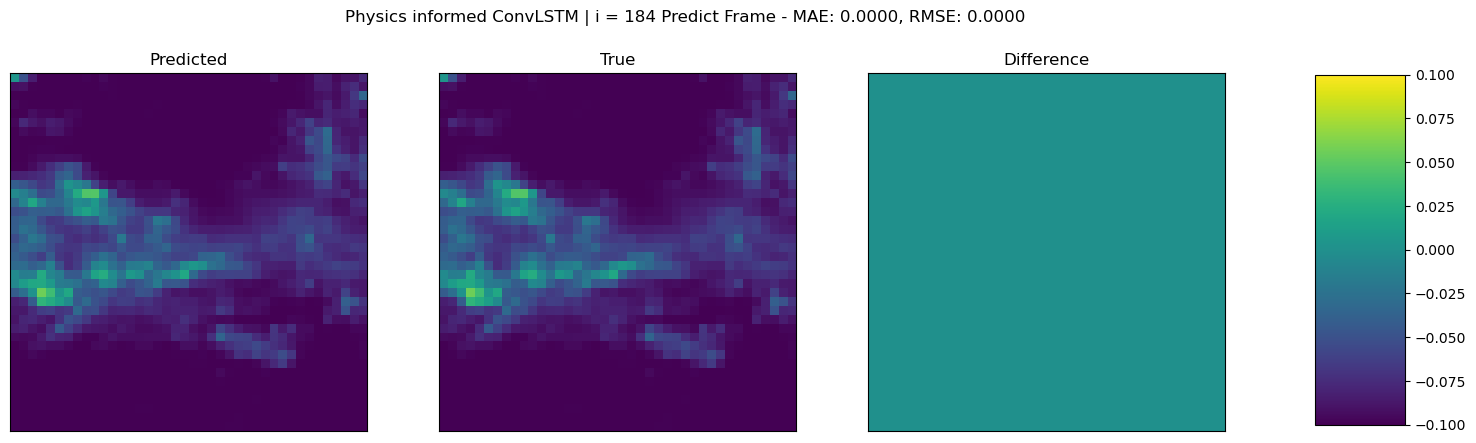 Physics informed ConvLSTM | i = 184 Predict Frame - MAE: 0.0000, RMSE: 0.0000
Predicted
True
Difference
0.100
0.075
0.050
0.025
0.000
−0.025
−0.050
−0.075
−0.100